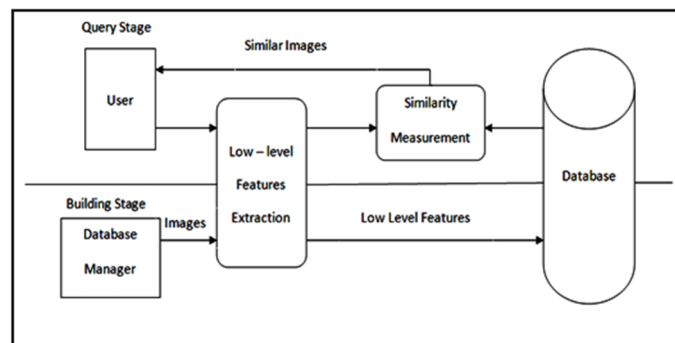 Query Stage
Similar Images
User
Similarity
Measurement
Low – level
Features
Extraction
Database
Building Stage
Images
Low Level Features
Database
Manager